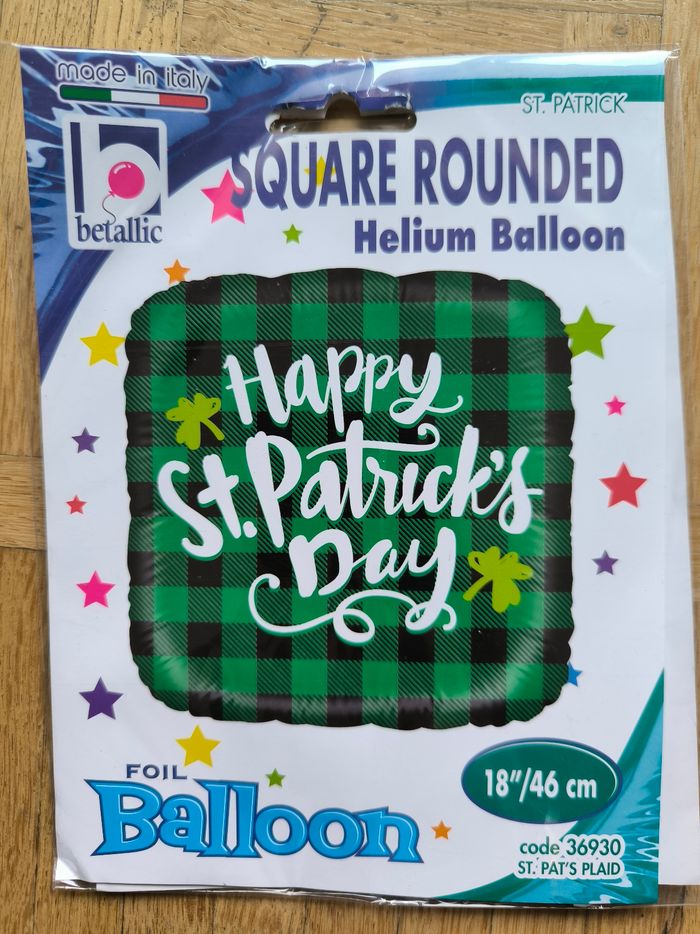 made in italy
betallic
ST. PATRICK
SQUARE ROUNDED
Helium Balloon
Happy
St. Patrick's
Day
FOIL
Balloon
18"/46 cm
code 36930
ST. PAT'S PLAID